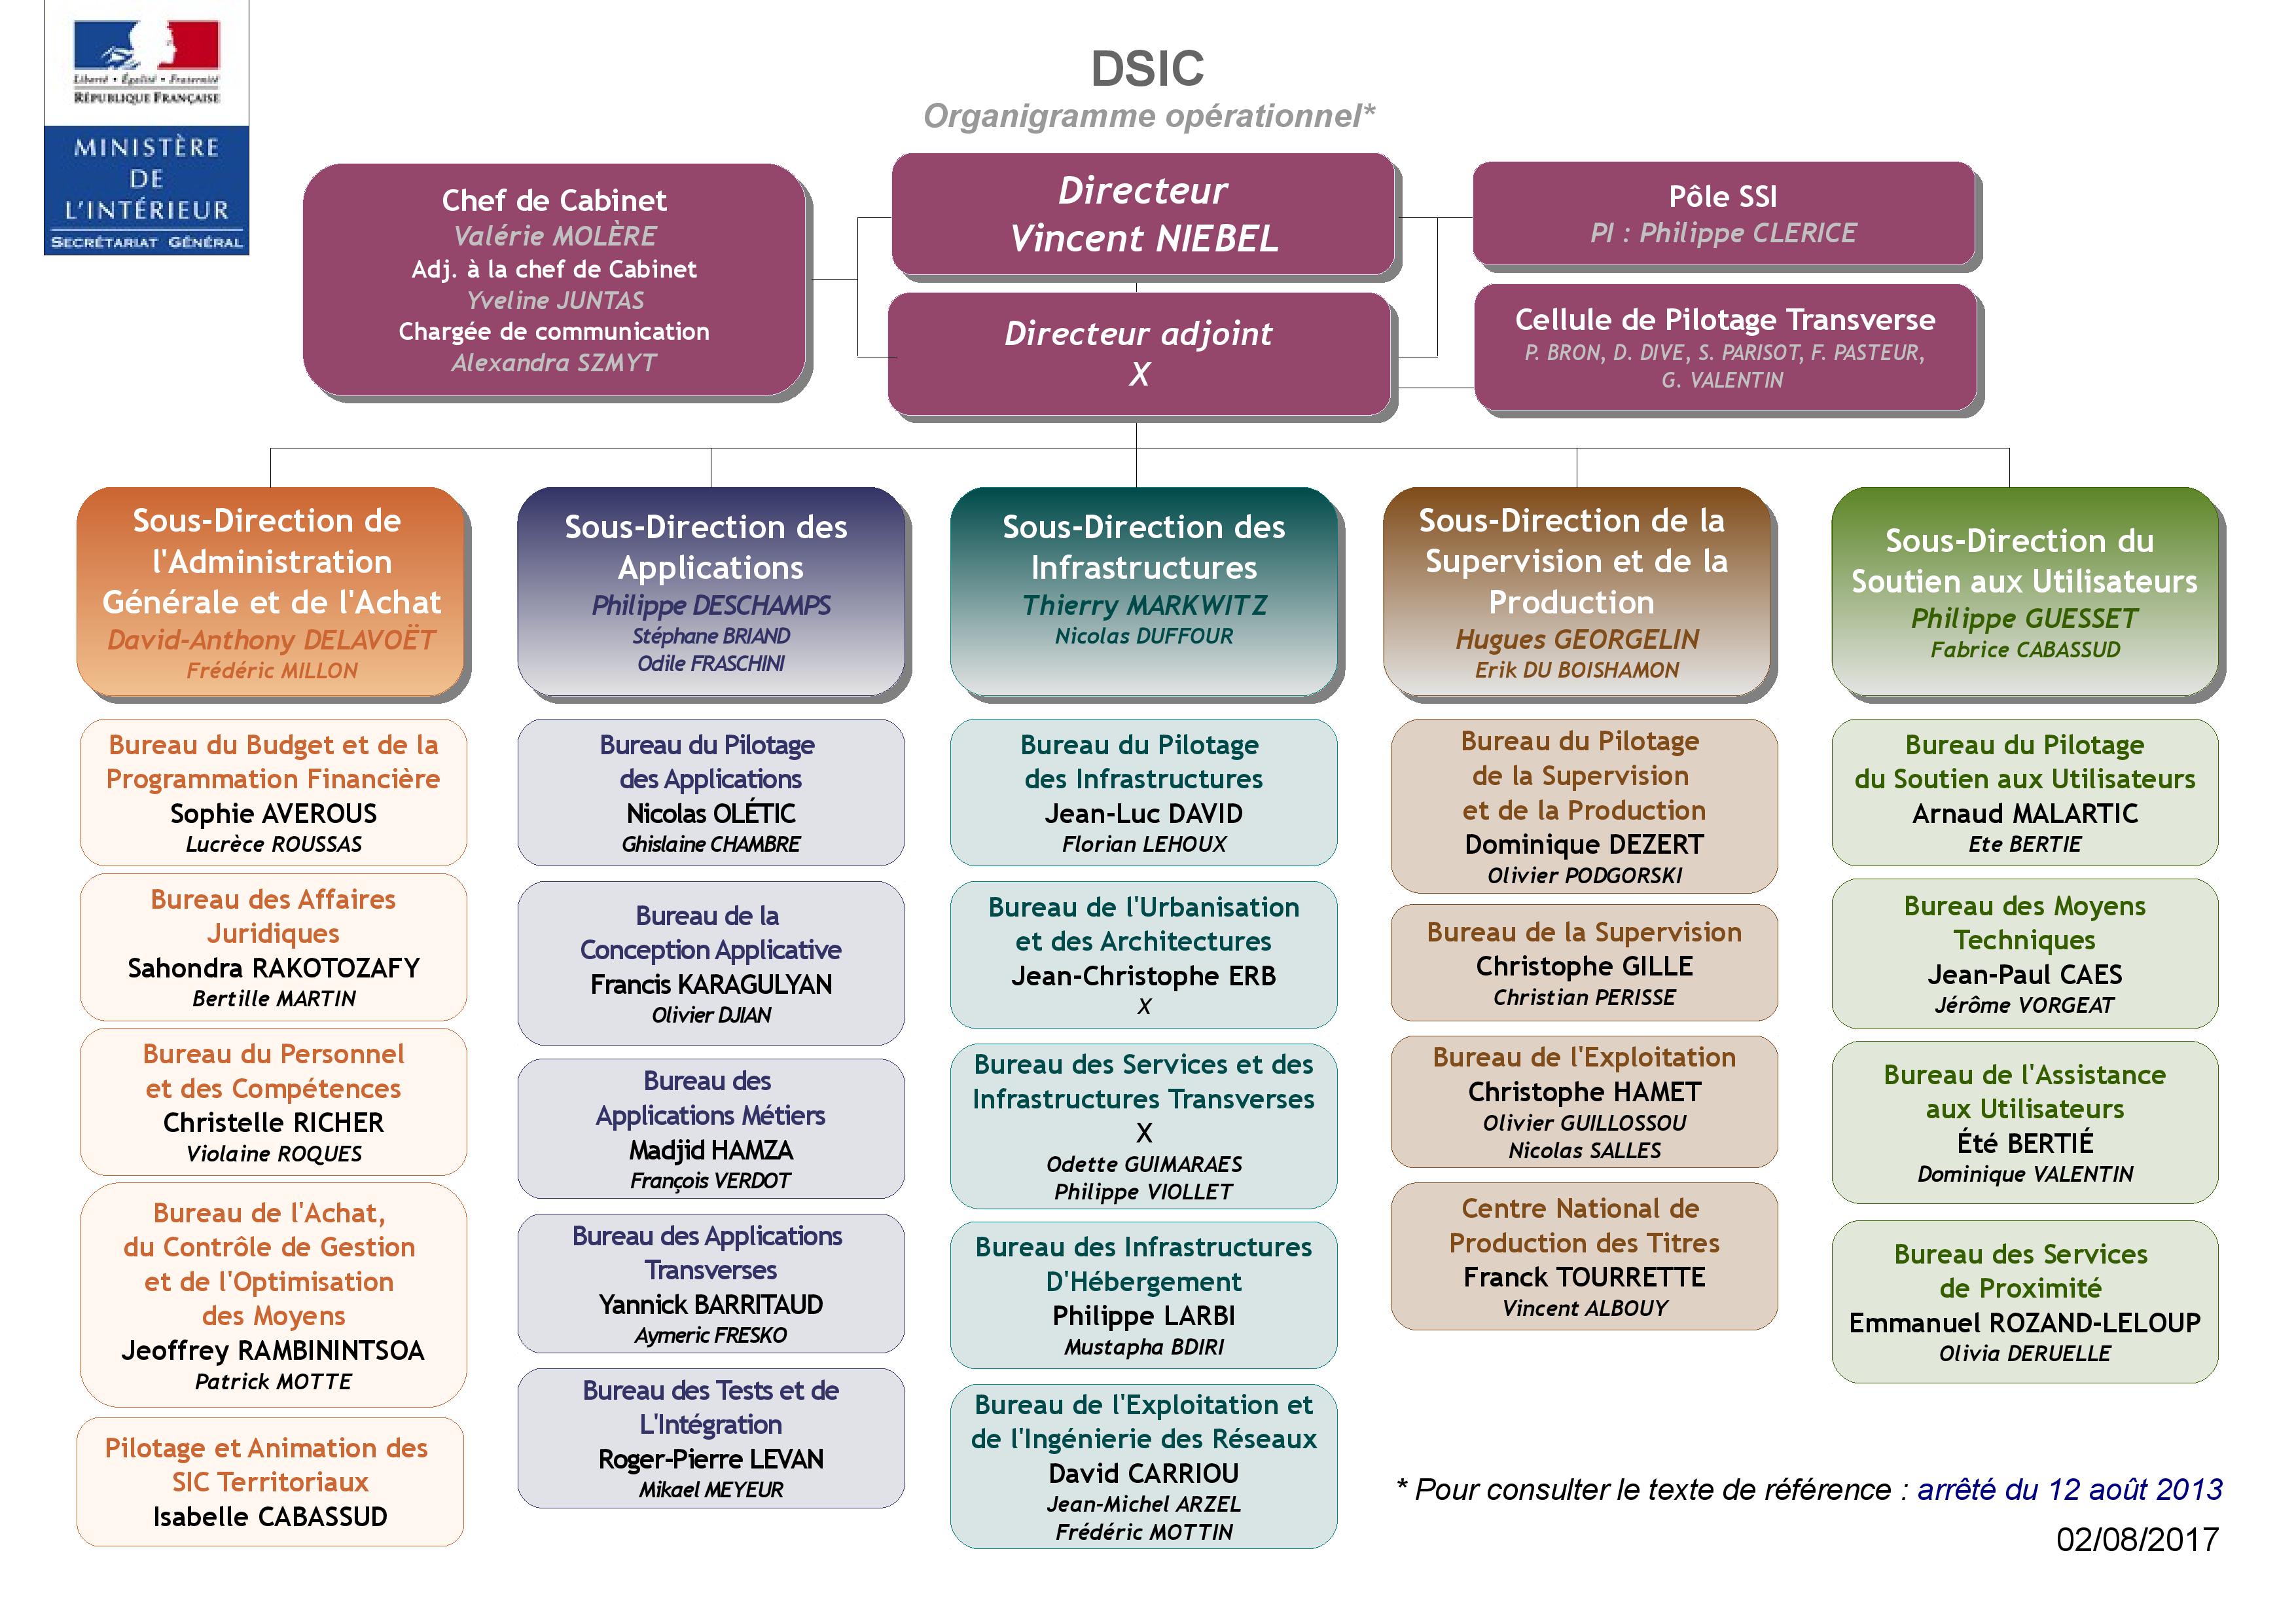 Liberté • Égalité • Fraternité
RÉPUBLIQUE FRANÇAISE
MINISTÈRE
DE
L'INTÉRIEUR
SECRÉTARIAT GÉNÉRAL
DSIC
Organigramme opérationnel*
Chef de Cabinet
Valérie MOLÈRE
Adj. à la chef de Cabinet
Yveline JUNTAS
Chargée de communication
Alexandra SZMYT
Directeur
Vincent NIEBEL
Directeur adjoint
X
Pôle SSI
PI : Philippe CLERICE
Cellule de Pilotage Transverse
P. BRON, D. DIVE, S. PARISOT, F. PASTEUR,
G. VALENTIN
Sous-Direction de
l'Administration
Générale et de l'Achat
David-Anthony DELAVOËT
Frédéric MILLON
Bureau du Budget et de la
Programmation Financière
Sophie AVEROUS
Lucrèce ROUSSAS
Bureau des Affaires
Juridiques
Sahondra RAKOTOZAFY
Bertille MARTIN
Bureau du Personnel
et des Compétences
Christelle RICHER
Violaine ROQUES
Bureau de l'Achat,
du Contrôle de Gestion
et de l'Optimisation
des Moyens
Jeoffrey RAMBININTSOA
Patrick MOTTE
Pilotage et Animation des
SIC Territoriaux
Isabelle CABASSUD
Sous-Direction des
Applications
Philippe DESCHAMPS
Stéphane BRIAND
Odile FRASCHINI
Bureau du Pilotage
des Applications
Nicolas OLÉTIC
Ghislaine CHAMBRE
Bureau de la
Conception Applicative
Francis KARAGULYAN
Olivier DJIAN
Bureau des
Applications Métiers
Madjid HAMZA
François VERDOT
Bureau des Applications
Transverses
Yannick BARRITAUD
Aymeric FRESKO
Bureau des Tests et de
L'Intégration
Roger-Pierre LEVAN
Mikael MEYEUR
Sous-Direction des
Infrastructures
Thierry MARKWITZ
Nicolas DUFFOUR
Bureau du Pilotage
des Infrastructures
Jean-Luc DAVID
Florian LEHOUX
Bureau de l'Urbanisation
et des Architectures
Jean-Christophe ERB
X
Bureau des Services et des
Infrastructures Transverses
X
Odette GUIMARAES
Philippe VIOLLET
Bureau des Infrastructures
D'Hébergement
Philippe LARBI
Mustapha BDIRI
Bureau de l'Exploitation et
de l'Ingénierie des Réseaux
David CARRIOU
Jean-Michel ARZEL
Frédéric MOTTIN
Sous-Direction de la
Supervision et de la
Production
Hugues GEORGELIN
Erik DU BOISHAMON
Bureau du Pilotage
de la Supervision
et de la Production
Dominique DEZERT
Olivier PODGORSKI
Bureau de la Supervision
Christophe GILLE
Christian PERISSE
Bureau de l'Exploitation
Christophe HAMET
Olivier GUILLOSSOU
Nicolas SALLES
Centre National de
Production des Titres
Franck TOURRETTE
Vincent ALBOUY
Sous-Direction du
Soutien aux Utilisateurs
Philippe GUESSET
Fabrice CABASSUD
Bureau du Pilotage
du Soutien aux Utilisateurs
Arnaud MALARTIC
Ete BERTIE
Bureau des Moyens
Techniques
Jean-Paul CAES
Jérôme VORGEAT
Bureau de l'Assistance
aux Utilisateurs
Été BERTIÉ
Dominique VALENTIN
Bureau des Services
de Proximité
Emmanuel ROZAND-LELOUP
Olivia DERUELLE
* Pour consulter le texte de référence : arrêté du 12 août 2013
02/08/2017